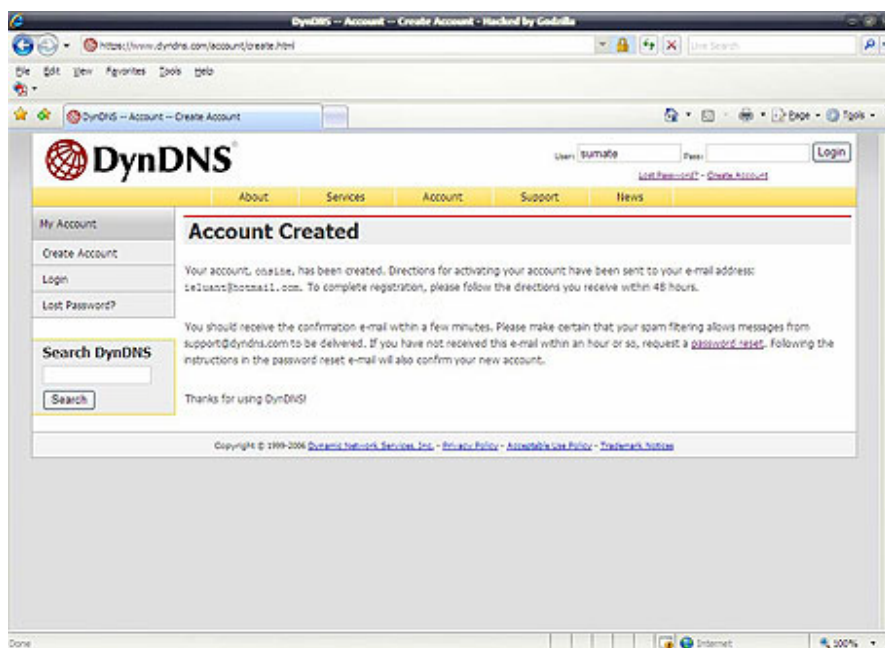 DynDNS -- Account -- Create Account - Hacked by Godzilla
https://www.dyndns.com/account/create.html
Live Search
File Edit View Favorites Tools Help
DynDNS -- Account -- Create Account
Page Tools
DynDNS
User: sumate Pass: Login
Lost Password? - Create Account
About Services Account Support News
My Account
Create Account
Login
Lost Password?
Search DynDNS
Search
Account Created
Your account, has been created. Directions for activating your account have been sent to your e-mail address:
To complete registration, please follow the directions you receive within 48 hours.
You should receive the confirmation e-mail within a few minutes. Please make certain that your spam filtering allows messages from
support@dyndns.com to be delivered. If you have not received this e-mail within an hour or so, request a password reset. Following the
instructions in the password reset e-mail will also confirm your new account.
Thanks for using DynDNS!
Copyright © 1999-2006 Dynamic Network Services, Inc. - Privacy Policy - Acceptable Use Policy - Trademark Notices
Done Internet 100%